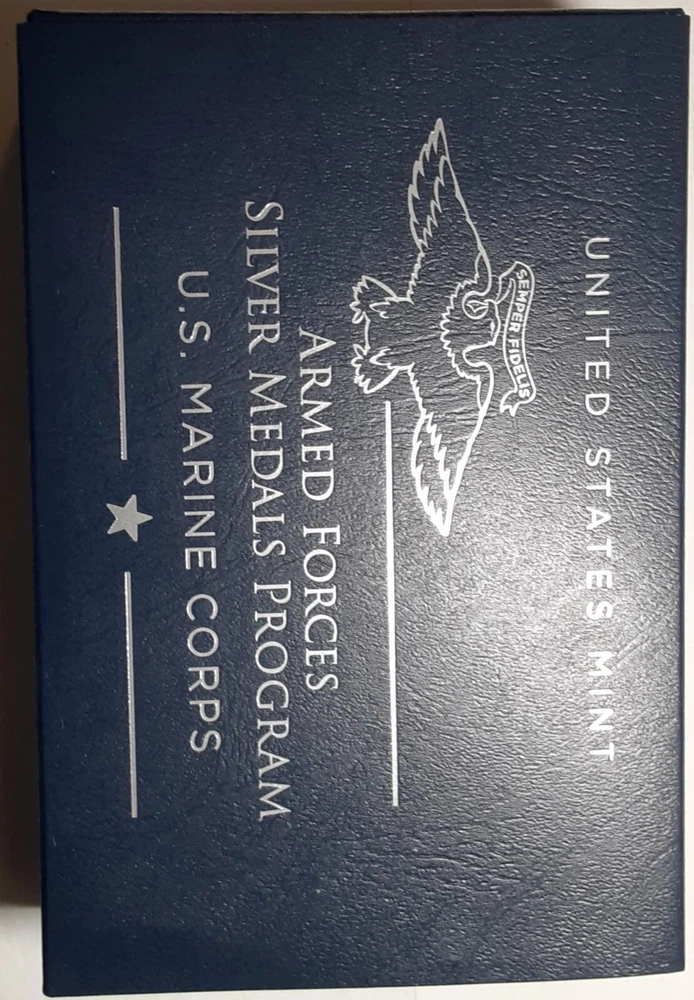 UNITED STATES MINT
SEMPER FIDELIS
ARMED FORCES
SILVER MEDALS PROGRAM
U.S. MARINE CORPS